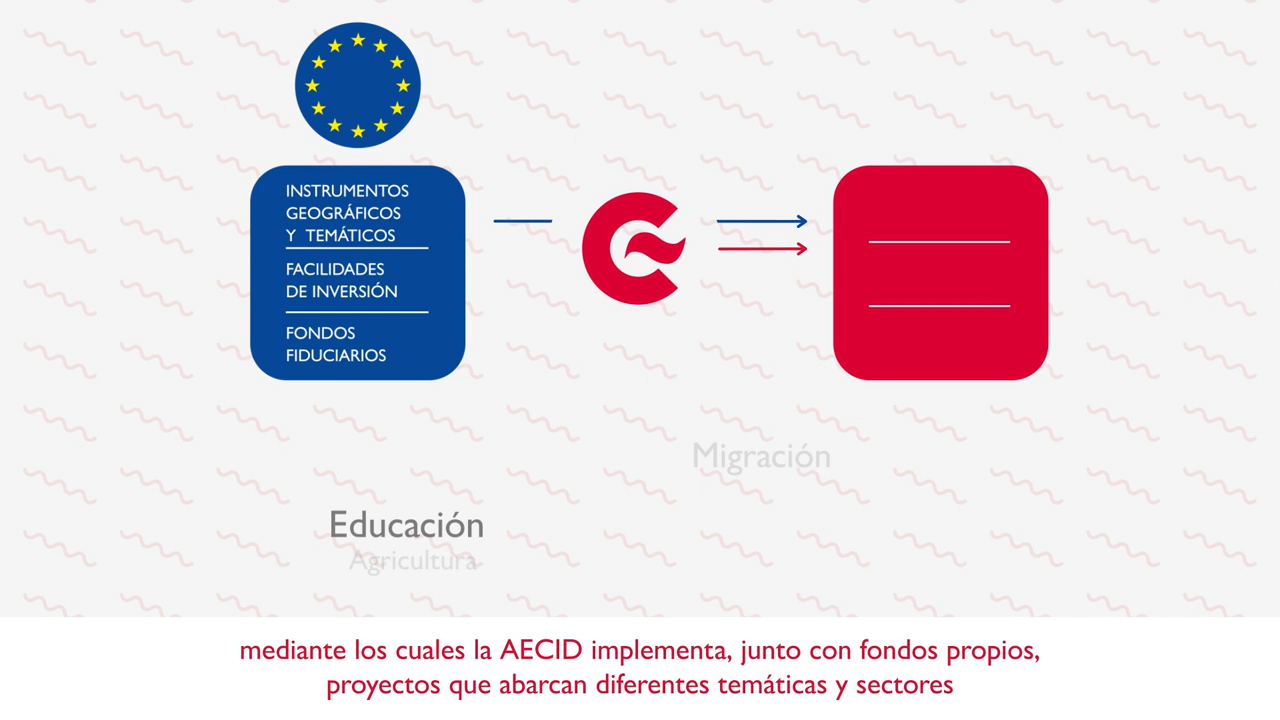 INSTRUMENTOS
GEOGRÁFICOS
Y TEMÁTICOS
FACILIDADES
DE INVERSIÓN
FONDOS
FIDUCIARIOS
Migración
Educación
Agricultura
mediante los cuales la AECID implementa, junto con fondos propios,
proyectos que abarcan diferentes temáticas y sectores